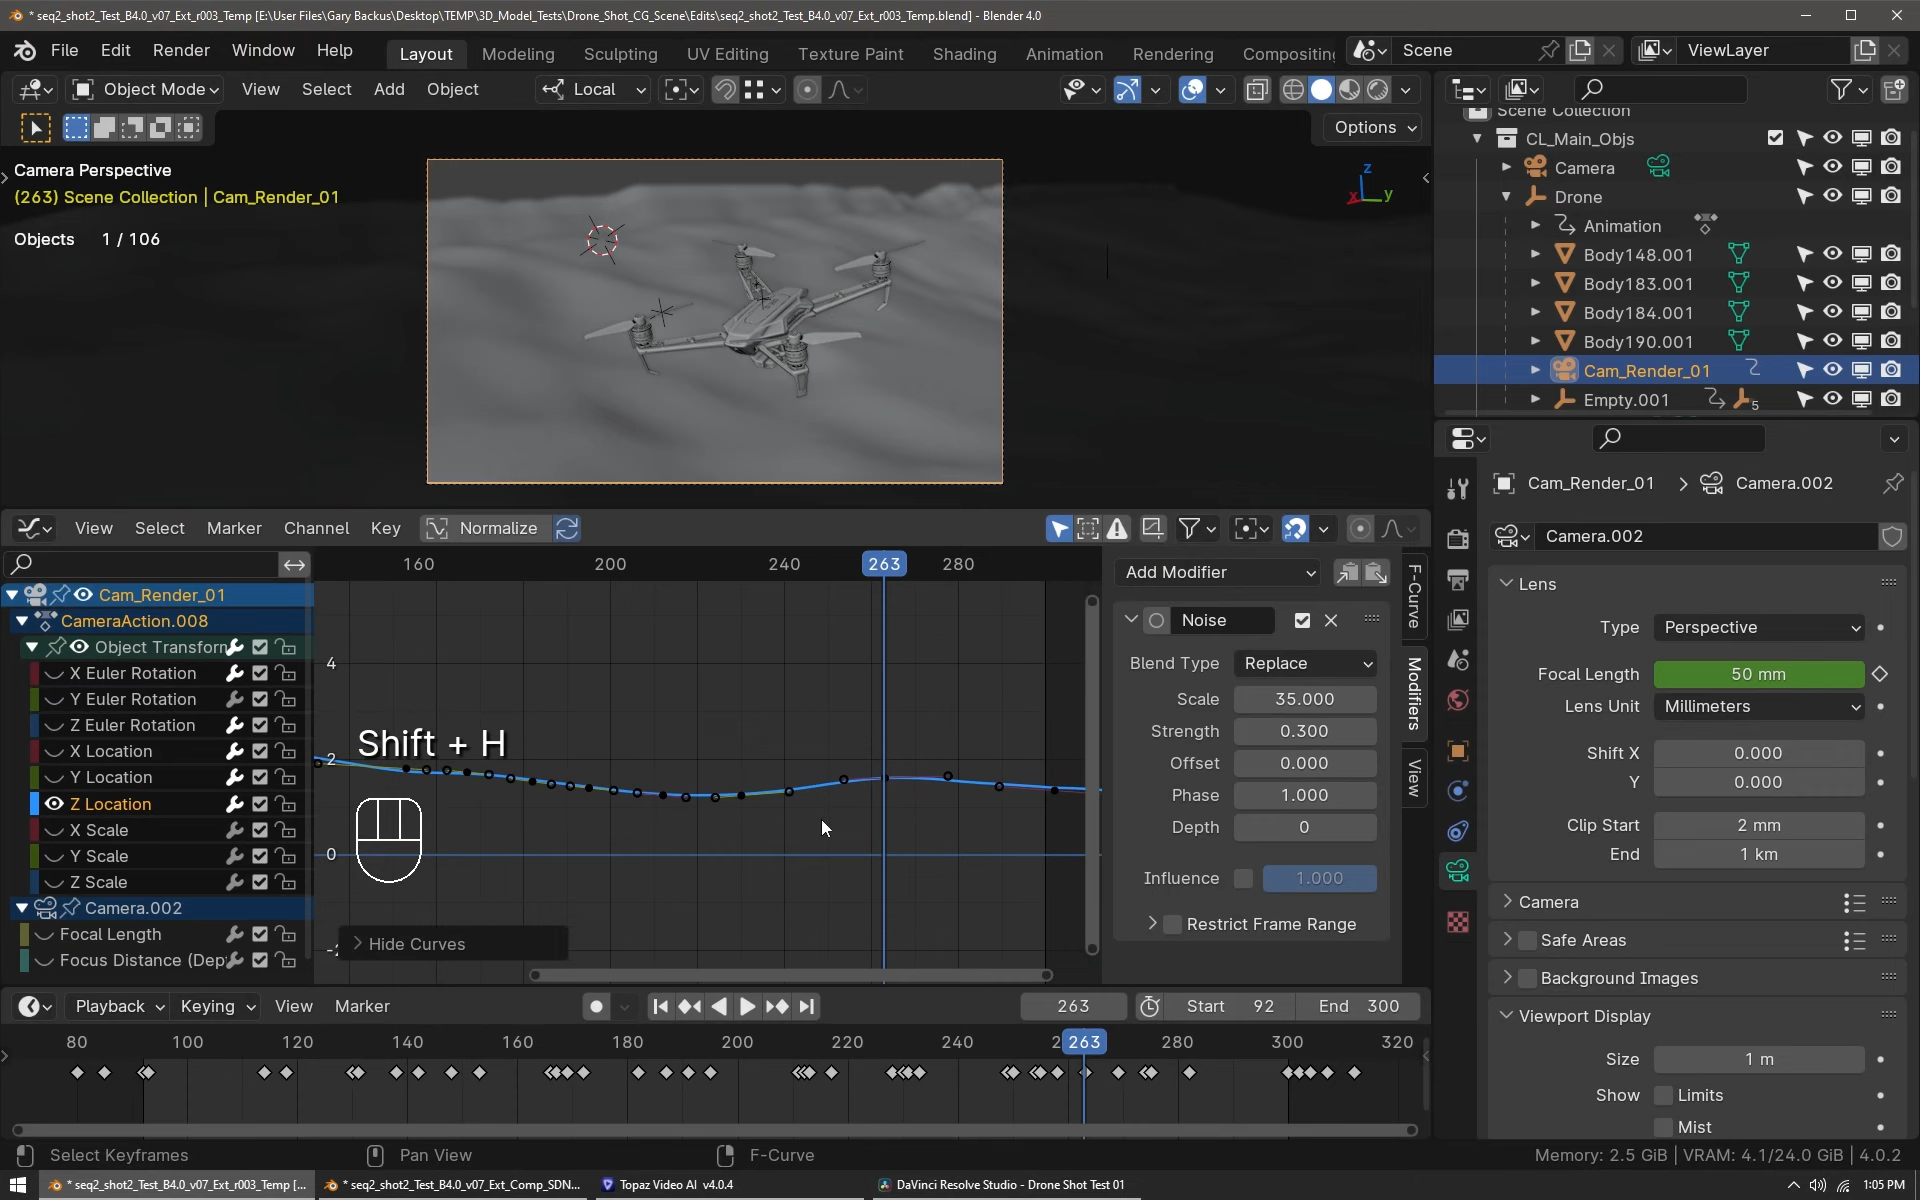 * seq2_shot2_Test_B4.0_v07_Ext_r003_Temp [E:\User Files\Gary Backus\Desktop\TEMP\3D_Model_Tests\Drone_Shot_CG_Scene\Edits\seq2_shot2_Test_B4.0_v07_Ext_r003_Temp.blend] - Blender 4.0
File Edit Render Window Help Layout Modeling Sculpting UV Editing Texture Paint Shading Animation Rendering Compositing Scene ViewLayer
Object Mode View Select Add Object Local
Options
Camera Perspective
(263) Scene Collection | Cam_Render_01
Objects 1 / 106
Z
X
Y
Scene Collection
CL_Main_Objs
Camera
Drone
Animation
Body148.001
Body183.001
Body184.001
Body190.001
Cam_Render_01
Empty.001 5
Cam_Render_01 > Camera.002
Camera.002
Lens
Type Perspective
Focal Length 50 mm
Lens Unit Millimeters
Shift X 0.000
Y 0.000
Clip Start 2 mm
End 1 km
Camera
Safe Areas
Background Images
Viewport Display
Size 1 m
Show Limits
Mist
View Select Marker Channel Key Normalize
160 200 240 263 280
Cam_Render_01
CameraAction.008
Object Transforn
X Euler Rotation
Y Euler Rotation
Z Euler Rotation
X Location
Y Location
Z Location
X Scale
Y Scale
Z Scale
Camera.002
Focal Length
Focus Distance (Dep
4
2
0
-2
Shift + H
Hide Curves
Add Modifier
Noise
Blend Type Replace
Scale 35.000
Strength 0.300
Offset 0.000
Phase 1.000
Depth 0
Influence 1.000
Restrict Frame Range
F-Curve
Modifiers
View
Playback Keying View Marker 263 Start 92 End 300
80 100 120 140 160 180 200 220 240 2 263 280 300 320
Select Keyframes Pan View F-Curve Memory: 2.5 GiB | VRAM: 4.1/24.0 GiB | 4.0.2
* seq2_shot2_Test_B4.0_v07_Ext_r003_Temp [... * seq2_shot2_Test_B4.0_v07_Ext_Comp_SDN... Topaz Video AI v4.0.4 DaVinci Resolve Studio - Drone Shot Test 01 1:05 PM